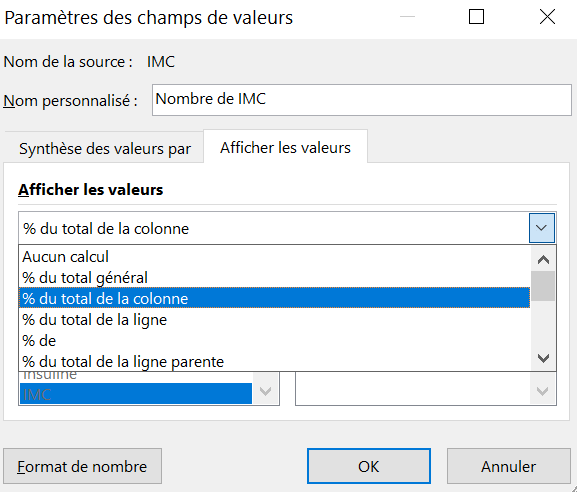 Paramètres des champs de valeurs
Nom de la source : IMC
Nom personnalisé : Nombre de IMC
Synthèse des valeurs par Afficher les valeurs
Afficher les valeurs
% du total de la colonne
Aucun calcul
% du total général
% du total de la colonne
% du total de la ligne
% de
% du total de la ligne parente
Insuline
IMC
Format de nombre OK Annuler